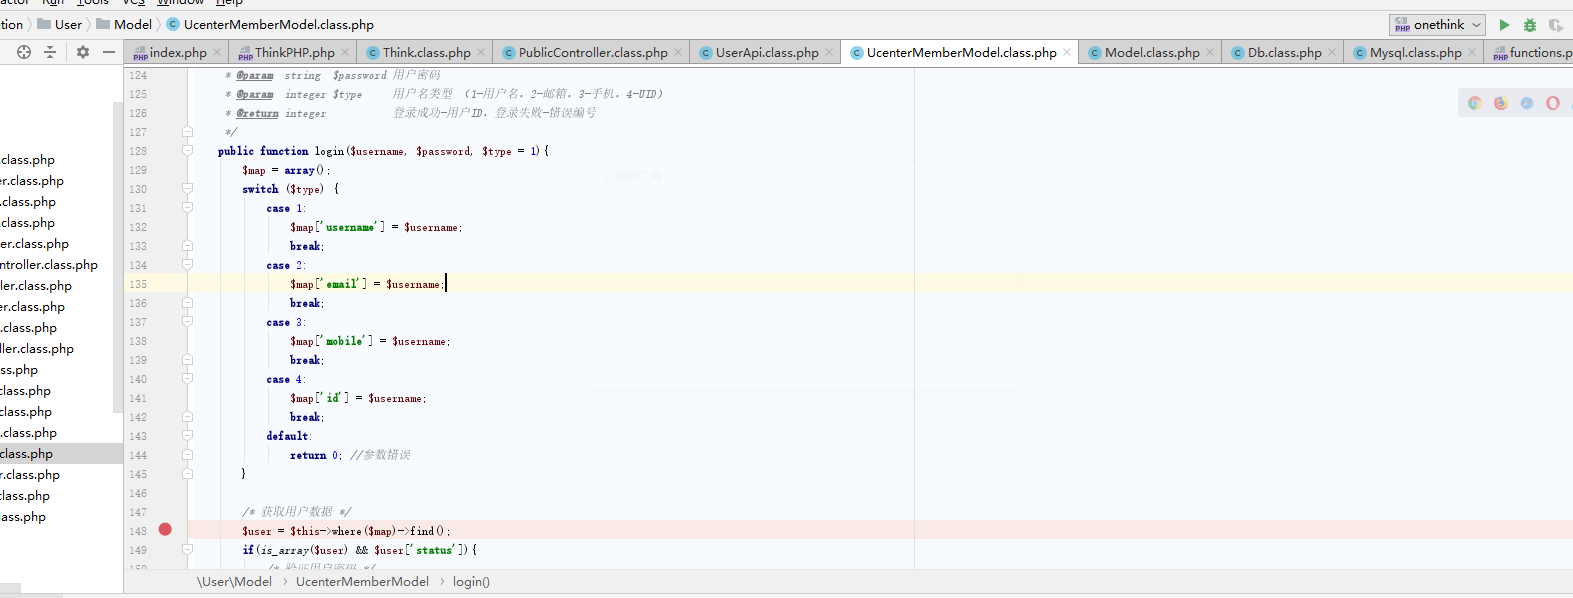 Run Tools VCS Window Help
User Model UcenterMemberModel.class.php onethink
index.php ThinkPHP.php Think.class.php PublicController.class.php UserApi.class.php UcenterMemberModel.class.php Model.class.php Db.class.php Mysql.class.php functions.p
.class.php
er.class.php
.class.php
.class.php
er.class.php
ntroller.class.php
ler.class.php
er.class.php
.class.php
ller.class.php
ss.php
class.php
.class.php
.class.php
class.php
r.class.php
class.php
ass.php
124 * @param string $password 用户密码
125 * @param integer $type 用户名类型 （1-用户名，2-邮箱，3-手机，4-UID）
126 * @return integer 登录成功-用户ID，登录失败-错误编号
127 */
128 public function login($username, $password, $type = 1){
129 $map = array();
130 switch ($type) {
131 case 1:
132 $map['username'] = $username;
133 break;
134 case 2:
135 $map['email'] = $username;
136 break;
137 case 3:
138 $map['mobile'] = $username;
139 break;
140 case 4:
141 $map['id'] = $username;
142 break;
143 default:
144 return 0; //参数错误
145 }
146
147 /* 获取用户数据 */
148 $user = $this->where($map)->find();
149 if(is_array($user) && $user['status']){
150 /* 验证用户密码 */
\User\Model › UcenterMemberModel › login()